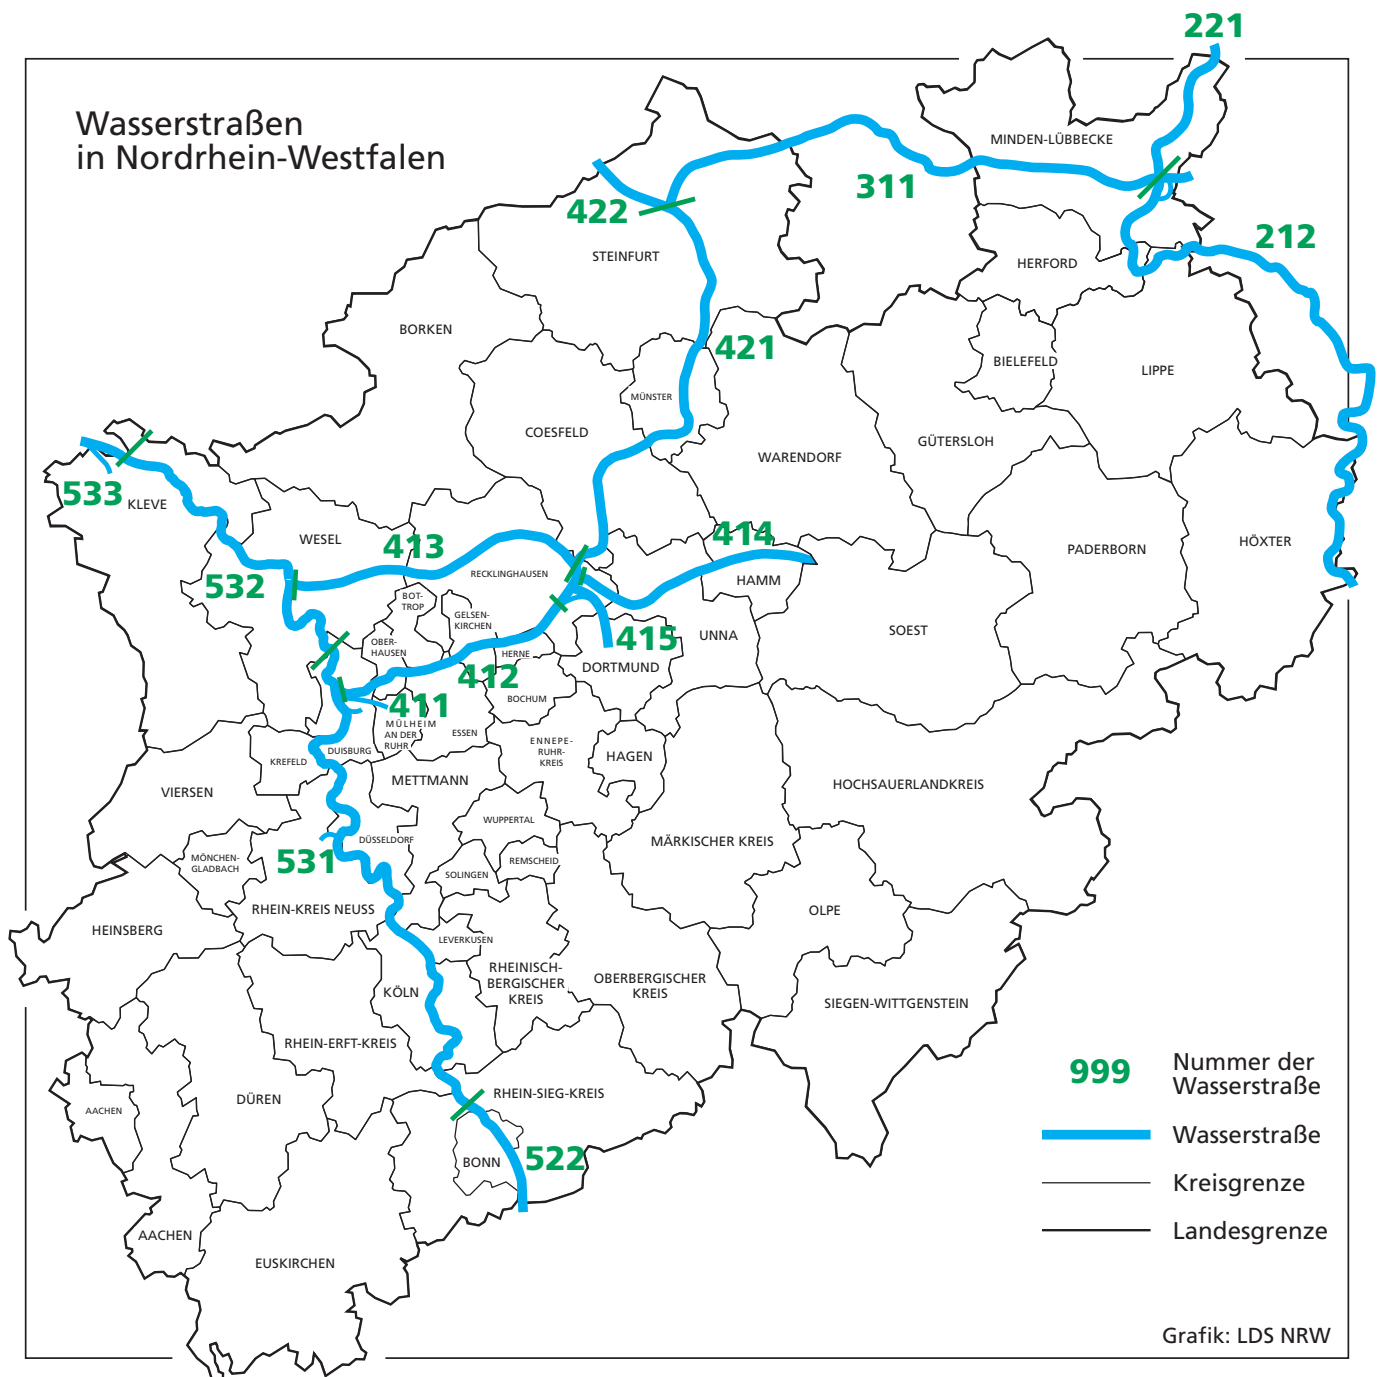 221
Wasserstraßen
in Nordrhein-Westfalen
MINDEN-LÜBBECKE
311
422
212
STEINFURT
HERFORD
BORKEN
421
BIELEFELD
LIPPE
MÜNSTER
COESFELD
GÜTERSLOH
WARENDORF
533
KLEVE
WESEL
413
414
PADERBORN
HÖXTER
RECKLINGHAUSEN
532
HAMM
BOT-
TROP
GELSEN-
KIRCHEN
SOEST
415
UNNA
OBER-
HAUSEN
HERNE
DORTMUND
412
411
BOCHUM
MÜLHEIM
AN DER
RUHR
ESSEN
DUISBURG
ENNEPE-
RUHR-
KREIS
HAGEN
KREFELD
METTMANN
HOCHSAUERLANDKREIS
VIERSEN
WUPPERTAL
DÜSSELDORF
MÄRKISCHER KREIS
MÖNCHEN-
GLADBACH
531
REMSCHEID
SOLINGEN
RHEIN-KREIS NEUSS
OLPE
HEINSBERG
LEVERKUSEN
RHEINISCH-
BERGISCHER
KREIS
OBERBERGISCHER
KREIS
KÖLN
SIEGEN-WITTGENSTEIN
RHEIN-ERFT-KREIS
999
Nummer der
Wasserstraße
RHEIN-SIEG-KREIS
DÜREN
AACHEN
Wasserstraße
BONN
522
Kreisgrenze
AACHEN
Landesgrenze
EUSKIRCHEN
Grafik: LDS NRW